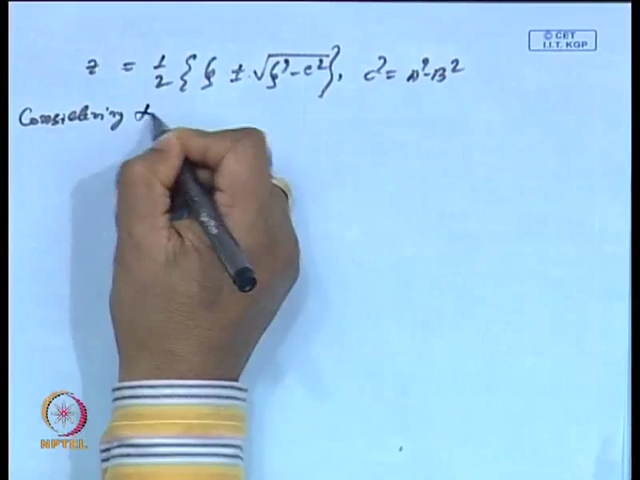 © CET
I.I.T. KGP
z = 1/2 { ζ ± √(ζ² - c²) }, c² = A² - B²
Considering
NPTEL